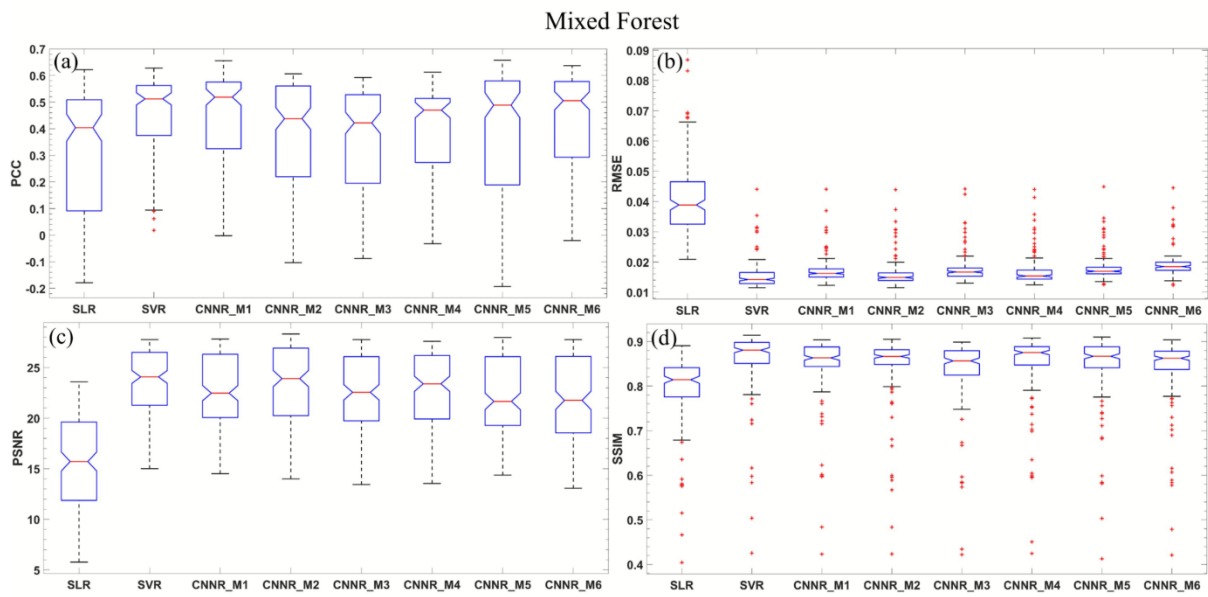 Mixed Forest
(a)
PCC
0.7
0.6
0.5
0.4
0.3
0.2
0.1
0
-0.1
-0.2
SLR SVR CNNR_M1 CNNR_M2 CNNR_M3 CNNR_M4 CNNR_M5 CNNR_M6
(b)
RMSE
0.09
0.08
0.07
0.06
0.05
0.04
0.03
0.02
0.01
SLR SVR CNNR_M1 CNNR_M2 CNNR_M3 CNNR_M4 CNNR_M5 CNNR_M6
(c)
PSNR
25
20
15
10
5
SLR SVR CNNR_M1 CNNR_M2 CNNR_M3 CNNR_M4 CNNR_M5 CNNR_M6
(d)
SSIM
0.9
0.8
0.7
0.6
0.5
0.4
SLR SVR CNNR_M1 CNNR_M2 CNNR_M3 CNNR_M4 CNNR_M5 CNNR_M6